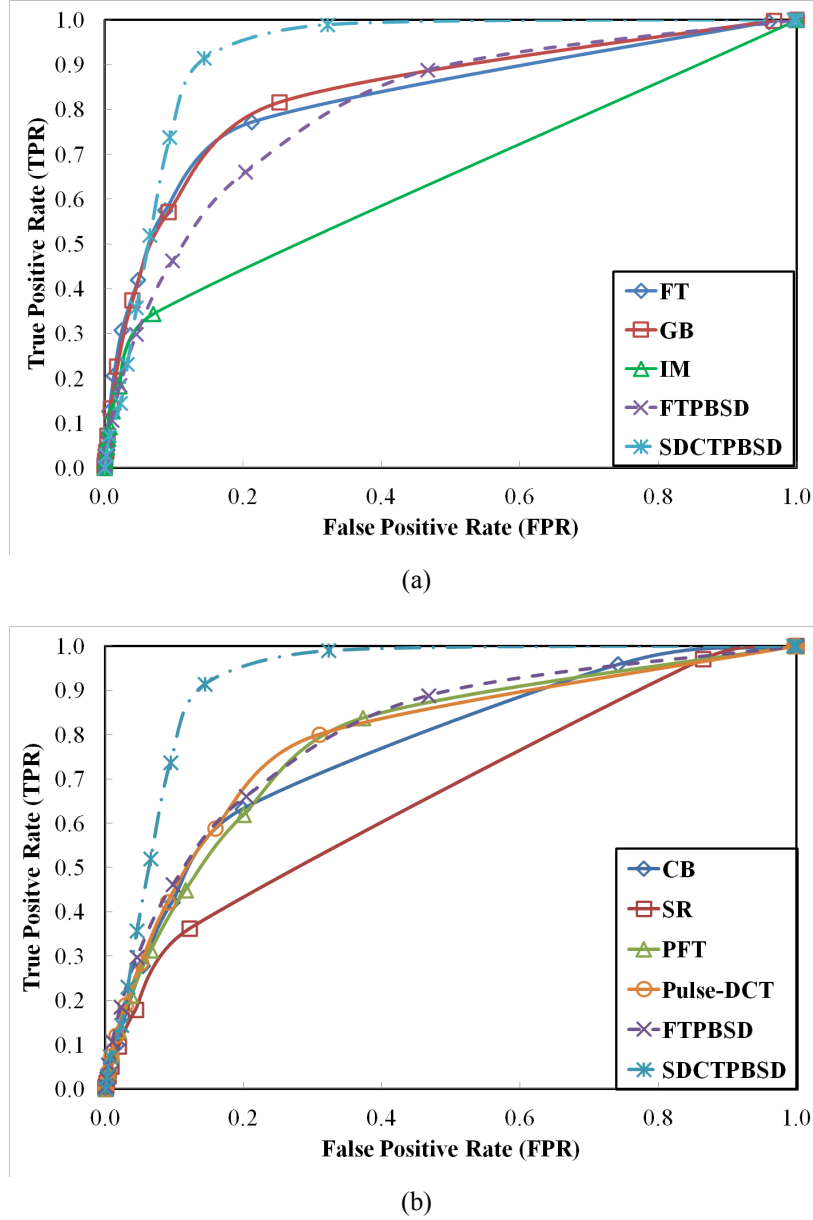 1.0
0.9
0.8
0.7
0.6
0.5
0.4
0.3
0.2
0.1
0.0
True Positive Rate (TPR)
FT
GB
IM
FTPBSD
SDCTPBSD
0.0 0.2 0.4 0.6 0.8 1.0
False Positive Rate (FPR)
(a)
1.0
0.9
0.8
0.7
0.6
0.5
0.4
0.3
0.2
0.1
0.0
True Positve Rate (TPR)
CB
SR
PFT
Pulse-DCT
FTPBSD
SDCTPBSD
0.0 0.2 0.4 0.6 0.8 1.0
False Positive Rate (FPR)
(b)